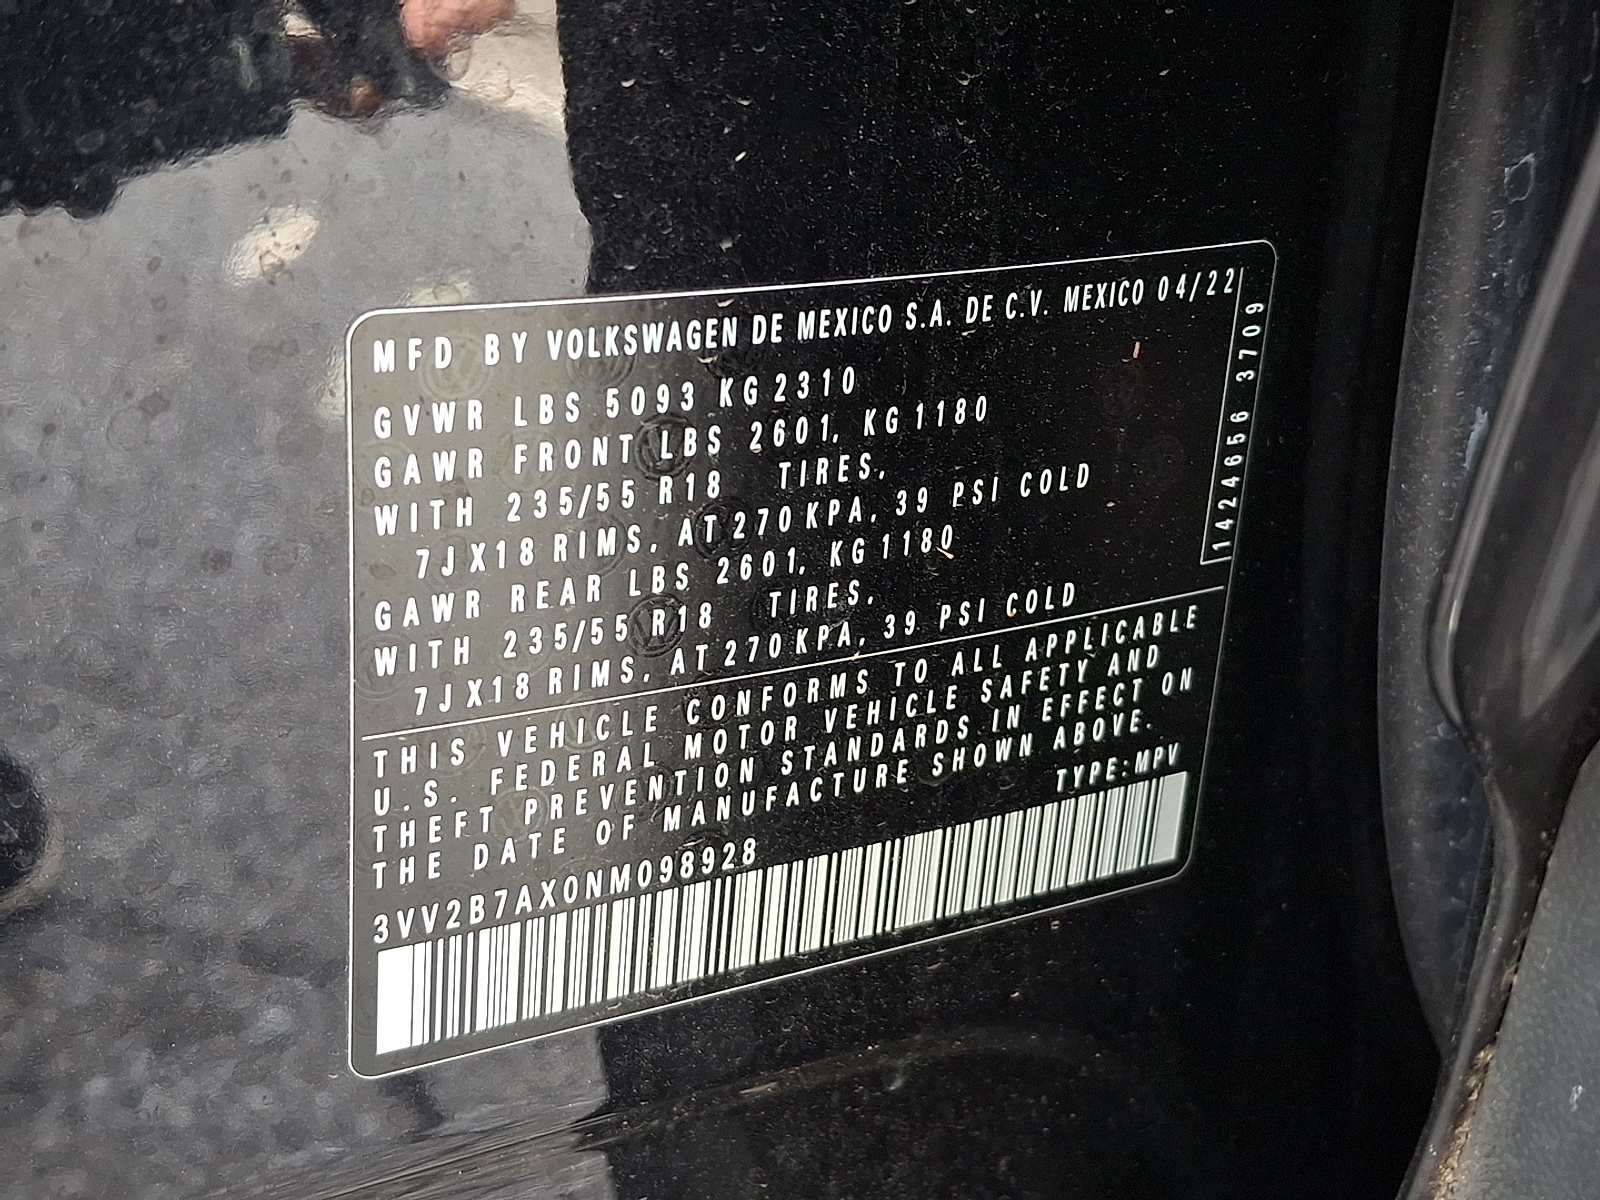 MFD BY VOLKSWAGEN DE MEXICO S.A. DE C.V. MEXICO 04/22
GVWR LBS 5093 KG 2310
GAWR FRONT LBS 2601, KG 1180
WITH 235/55 R18 TIRES,
7JX18 RIMS, AT 270 KPA, 39 PSI COLD
GAWR REAR LBS 2601, KG 1180
WITH 235/55 R18 TIRES,
7JX18 RIMS, AT 270 KPA, 39 PSI COLD
1424656 3709
THIS VEHICLE CONFORMS TO ALL APPLICABLE
U.S. FEDERAL MOTOR VEHICLE SAFETY AND
THEFT PREVENTION STANDARDS IN EFFECT ON
THE DATE OF MANUFACTURE SHOWN ABOVE.
TYPE:MPV
3VV2B7AX0NM098928